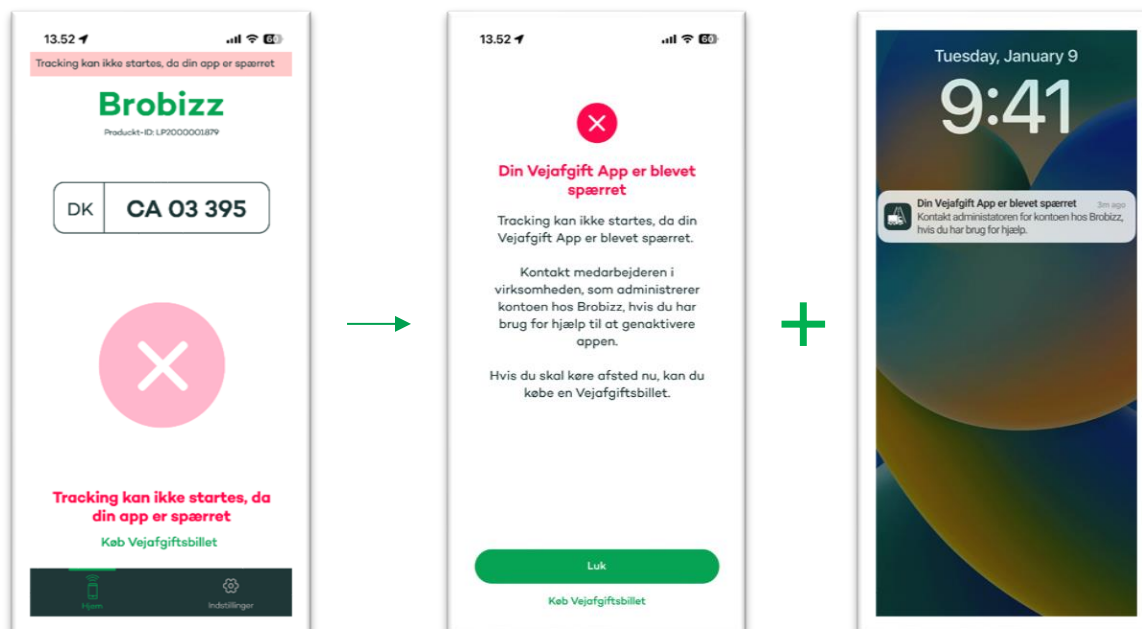 13.52
60
Tracking kan ikke startes, da din app er spærret
Brobizz
Produckt-ID: LP2000001879
DK CA 03 395
Tracking kan ikke startes, da
din app er spærret
Køb Vejafgiftsbillet
Hjem
Indstillinger
13.52
60
Din Vejafgift App er blevet
spærret
Tracking kan ikke startes, da din
Vejafgift App er blevet spærret.
Kontakt medarbejderen i
virksomheden, som administrerer
kontoen hos Brobizz, hvis du har
brug for hjælp til at genaktivere
appen.
Hvis du skal køre afsted nu, kan du
købe en Vejafgiftsbillet.
Luk
Køb Vejafgiftsbillet
Tuesday, January 9
9:41
Din Vejafgift App er blevet spærret 3m ago
Kontakt administatoren for kontoen hos Brobizz,
hvis du har brug for hjælp.